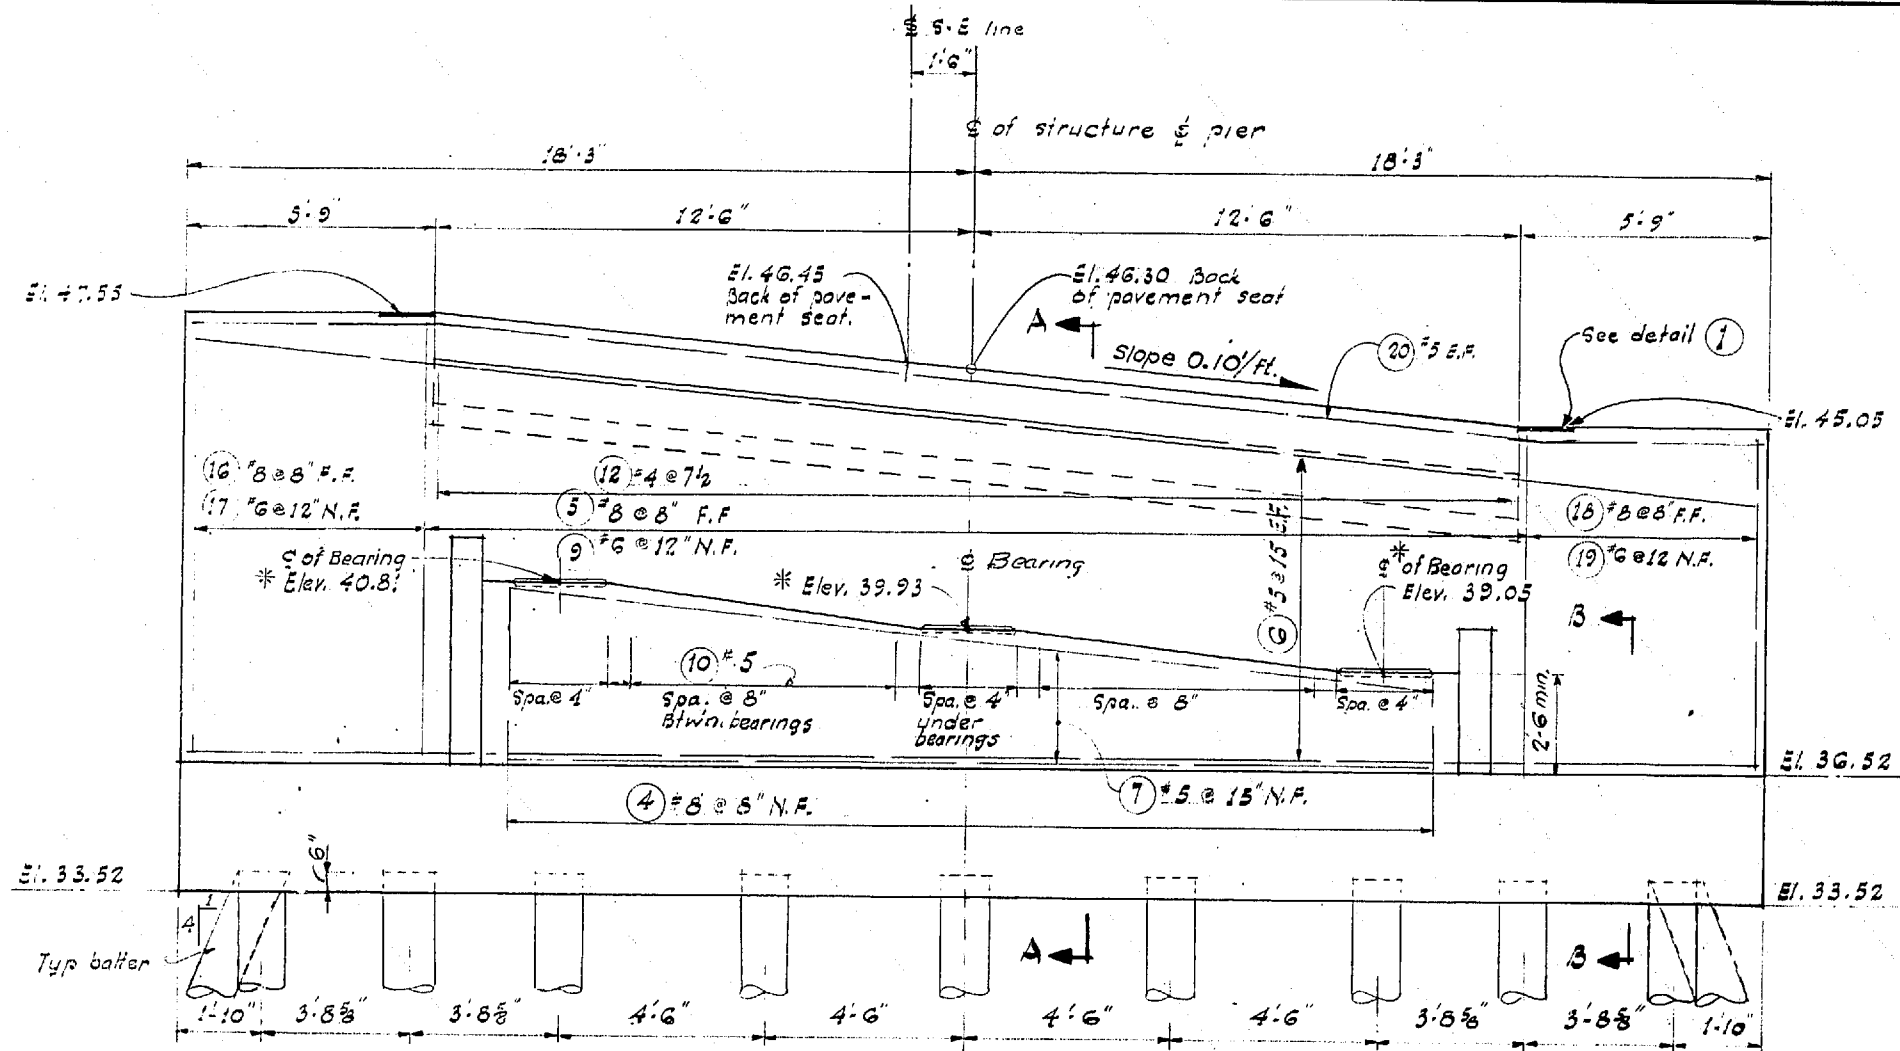 ℄ S.E line
1'-6"
℄ of structure & pier
18'-3"
18'-3"
5'-9"
12'-6"
12'-6"
5'-9"
El. 47.55
El. 46.45
Back of pave-
ment seat.
El. 46.30 Back
of pavement seat
A
Slope 0.10'/ft.
20 #5 E.F.
See detail 1
El. 45.05
16 #8 @ 8" F.F.
17 #6 @ 12" N.F.
12 #4 @ 7½
5 #8 @ 8" F.F
9 #6 @ 12" N.F.
6 #5 @ 15 E.F.
18 #8 @ 8" F.F.
19 #6 @ 12 N.F.
℄ of Bearing
* Elev. 40.81
℄ Bearing
* Elev. 39.93
*
℄ of Bearing
Elev. 39.05
B
10 #5
Spa. @ 4"
Spa. @ 8"
Btw'n. bearings
Spa. @ 4"
under
bearings
Spa. @ 8"
Spa. @ 4"
2'-6 min.
El. 36.52
4 #8 @ 8" N.F.
7 #5 @ 15" N.F.
6"
El. 33.52
El. 33.52
1
4
Typ batter
A
B
1'-10"
3'-8⅝"
3'-8⅝"
4'-6"
4'-6"
4'-6"
4'-6"
3'-8⅝"
3'-8⅝"
1'-10"